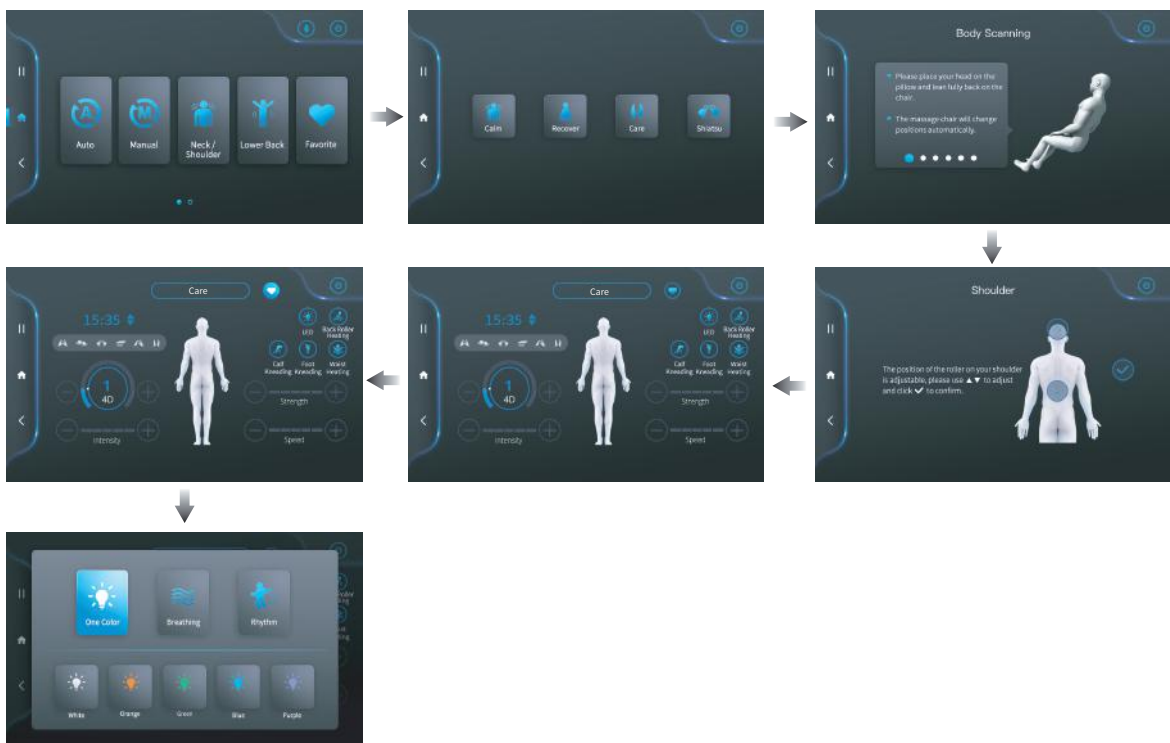 Auto
Manual
Neck /
Shoulder
Lower Back
Favorite
Calm
Recover
Care
Shiatsu
Body Scanning
Please place your head on the
pillow and lean fully back on the
chair.
The massage chair will change
positions automatically.
Care
15:35
1
4D
Intensity
LED
Back Roller
Heating
Calf
Kneading
Foot
Kneading
Waist
Heating
Strength
Speed
Care
15:35
1
4D
Intensity
LED
Back Roller
Heating
Calf
Kneading
Foot
Kneading
Waist
Heating
Strength
Speed
Shoulder
The position of the roller on your shoulder
is adjustable, please use ▲▼ to adjust
and click ✔ to confirm.
One Color
Breathing
Rhythm
White
Orange
Green
Blue
Purple